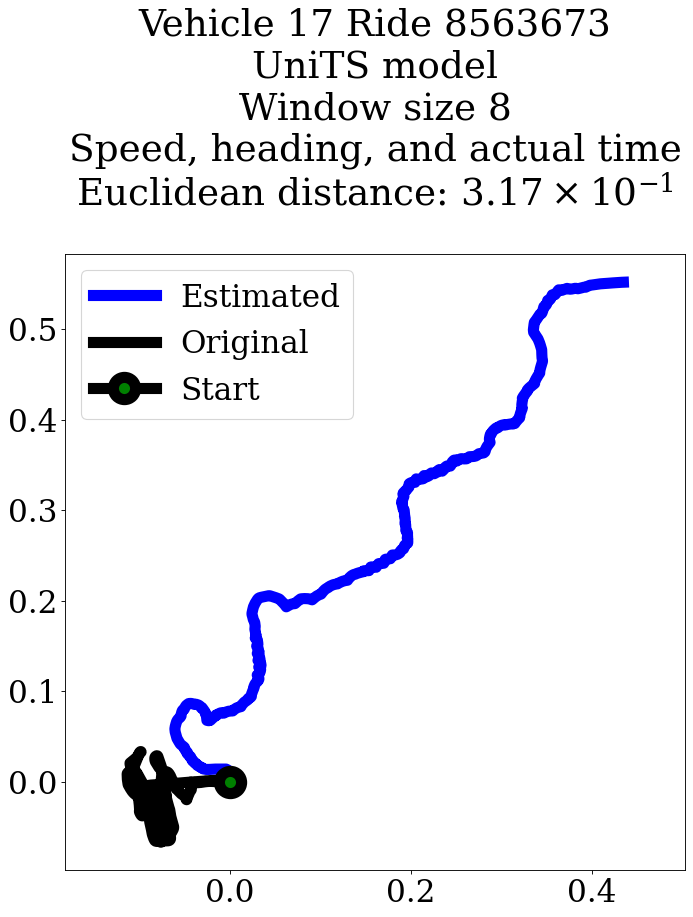 Vehicle 17 Ride 8563673
UniTS model
Window size 8
Speed, heading, and actual time
Euclidean distance: 3.17 × 10⁻¹
Estimated
Original
Start
0.5
0.4
0.3
0.2
0.1
0.0
0.0 0.2 0.4